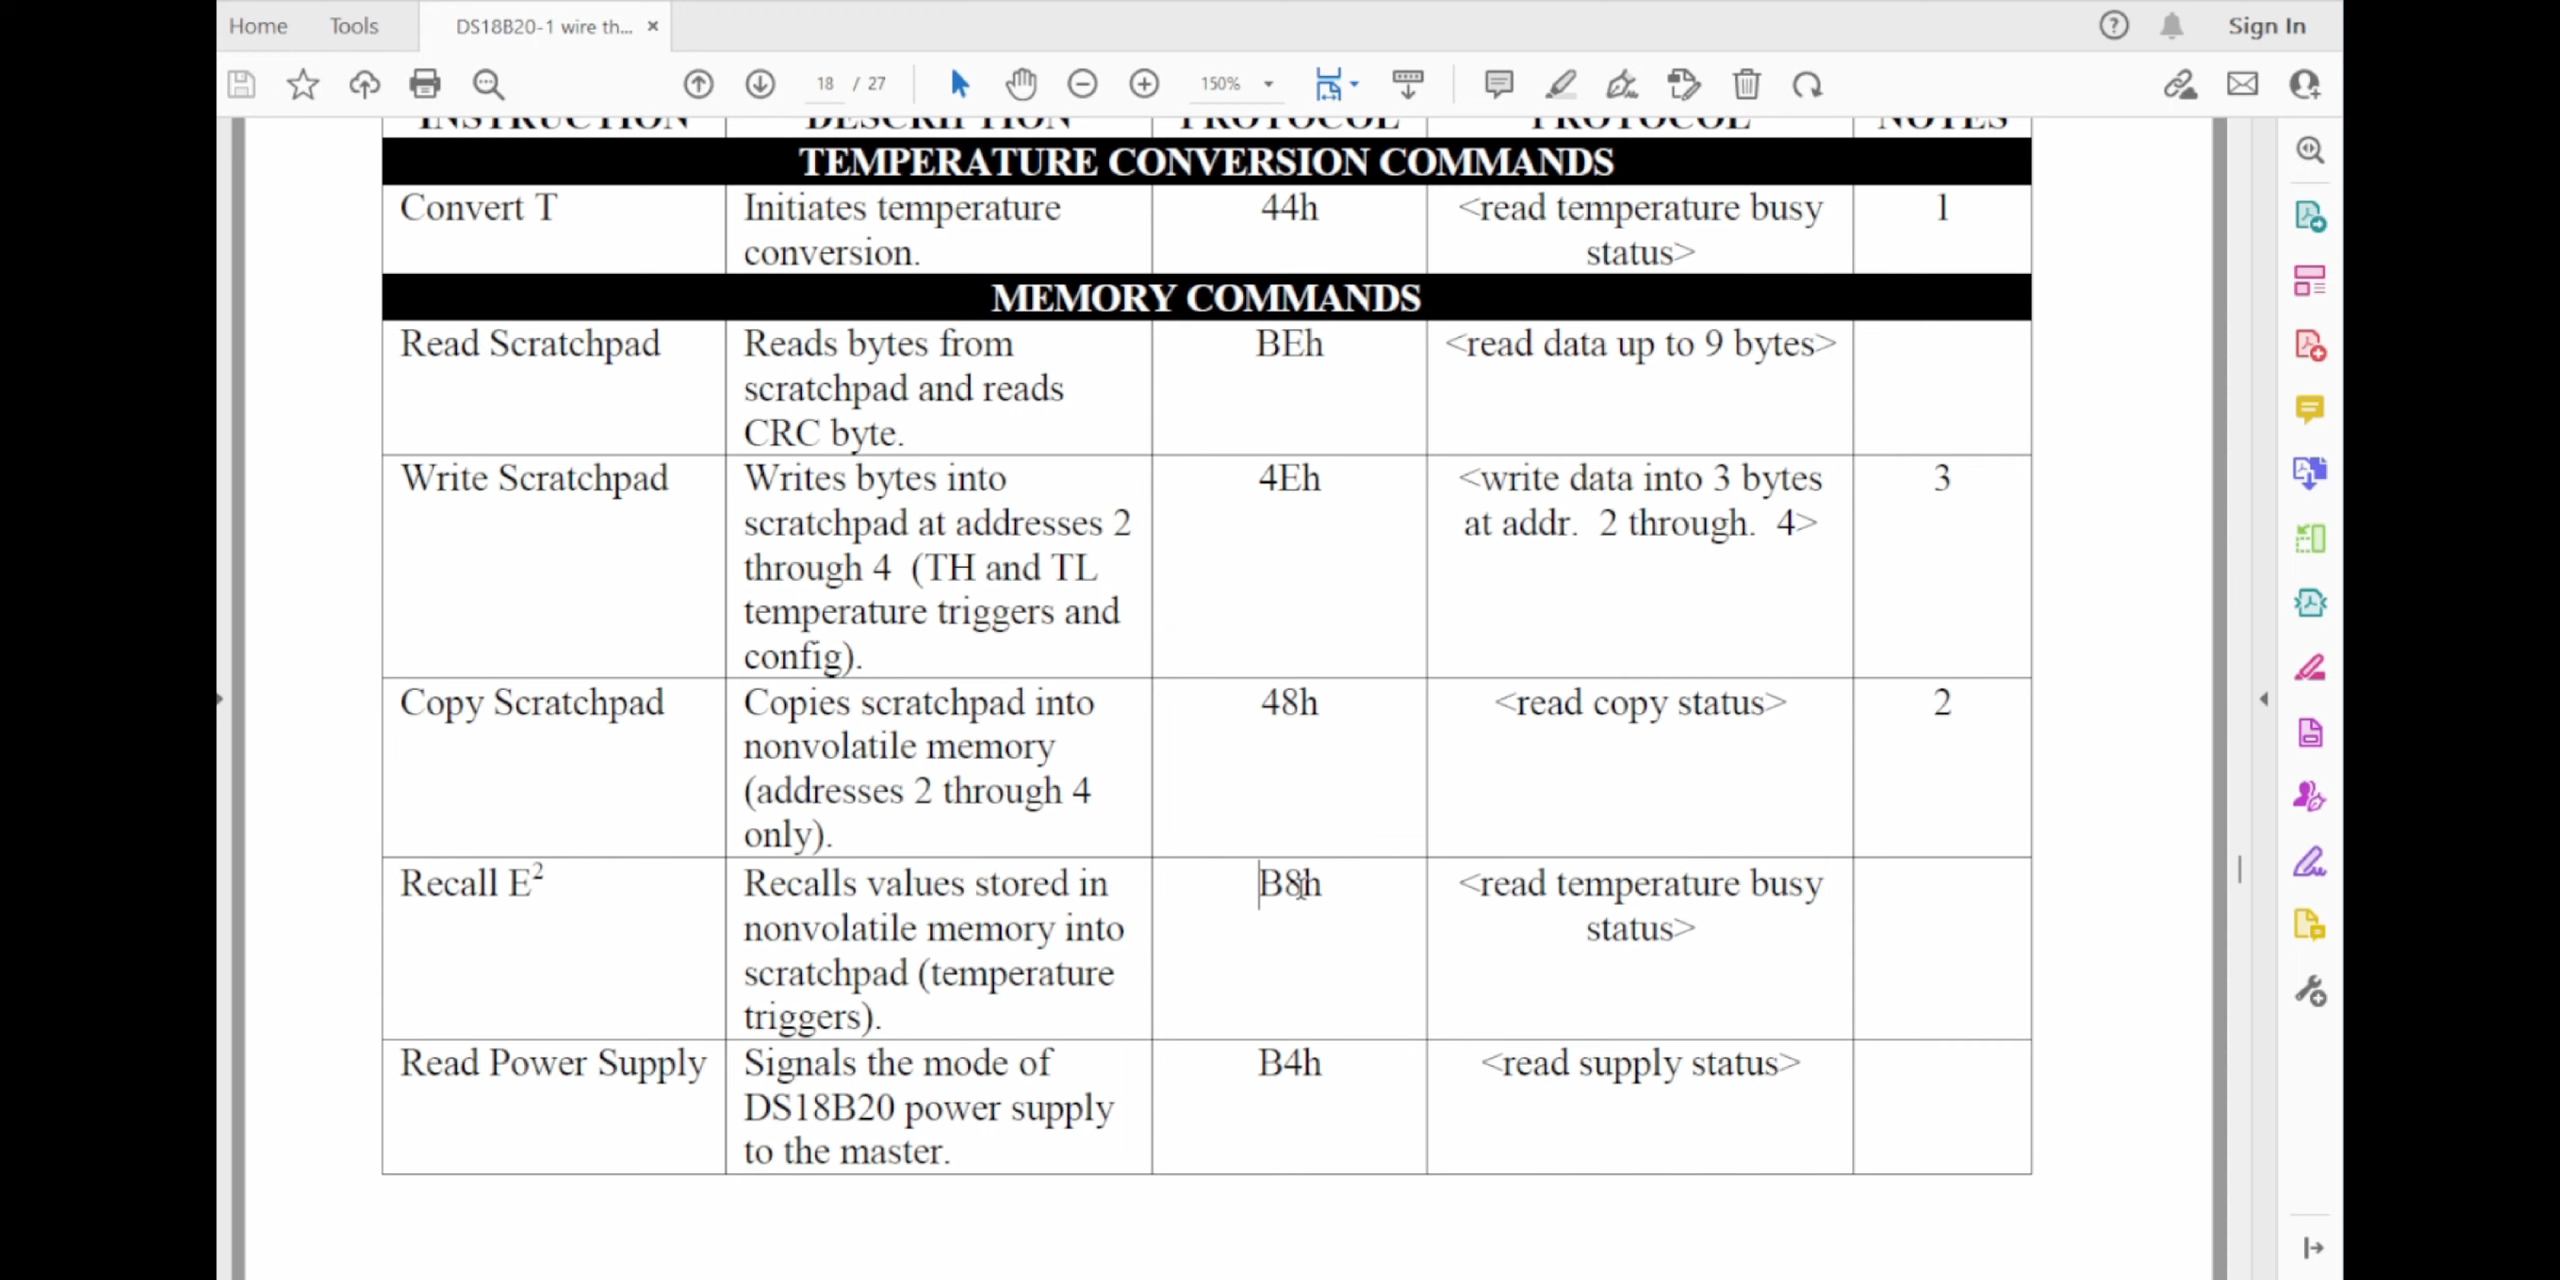 Home Tools DS18B20-1 wire th... Sign In
18 / 27 150%
INSTRUCTION DESCRIPTION PROTOCOL PROTOCOL NOTES
TEMPERATURE CONVERSION COMMANDS
Convert T Initiates temperature 44h <read temperature busy 1
conversion. status>
MEMORY COMMANDS
Read Scratchpad Reads bytes from BEh <read data up to 9 bytes>
scratchpad and reads
CRC byte.
Write Scratchpad Writes bytes into 4Eh <write data into 3 bytes 3
scratchpad at addresses 2 at addr. 2 through. 4>
through 4 (TH and TL
temperature triggers and
config).
Copy Scratchpad Copies scratchpad into 48h <read copy status> 2
nonvolatile memory
(addresses 2 through 4
only).
Recall E² Recalls values stored in B8h <read temperature busy
nonvolatile memory into status>
scratchpad (temperature
triggers).
Read Power Supply Signals the mode of B4h <read supply status>
DS18B20 power supply
to the master.